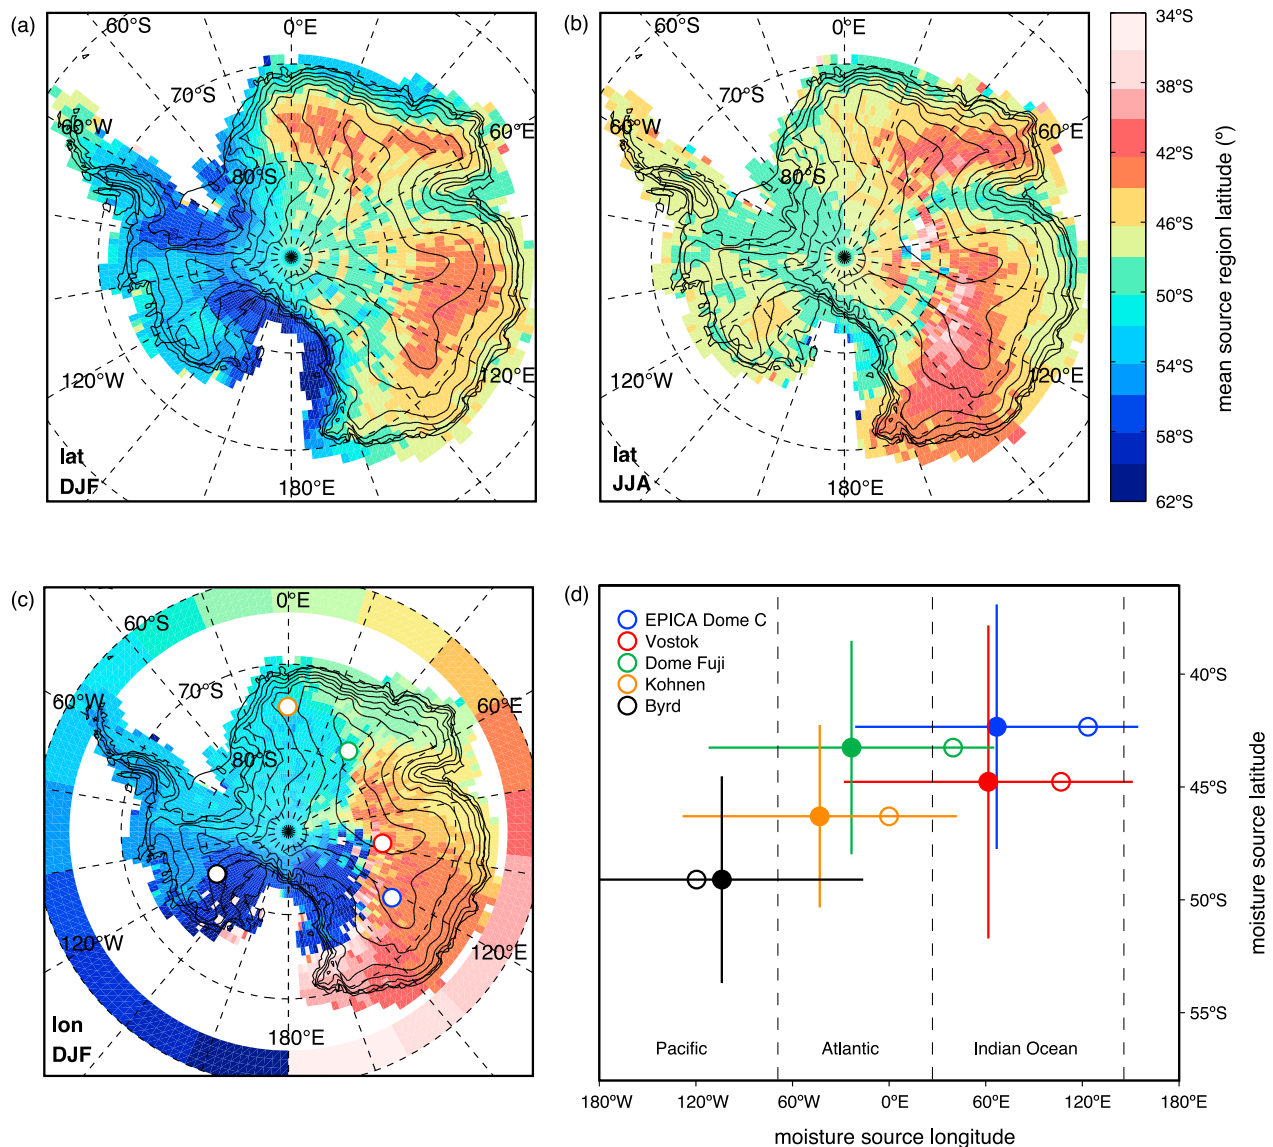 (a)
60°S
0°E
70°S
60°W
60°E
80°S
120°W
120°E
lat
DJF
180°E
(b)
60°S
0°E
70°S
60°W
60°E
80°S
120°W
120°E
lat
JJA
180°E
34°S
38°S
42°S
46°S
50°S
54°S
58°S
62°S
mean source region latitude (°)
(c)
0°E
60°S
70°S
60°W
60°E
80°S
120°W
120°E
lon
DJF
180°E
(d)
EPICA Dome C
Vostok
Dome Fuji
Kohnen
Byrd
40°S
45°S
50°S
55°S
moisture source latitude
Pacific
Atlantic
Indian Ocean
180°W
120°W
60°W
0°E
60°E
120°E
180°E
moisture source longitude